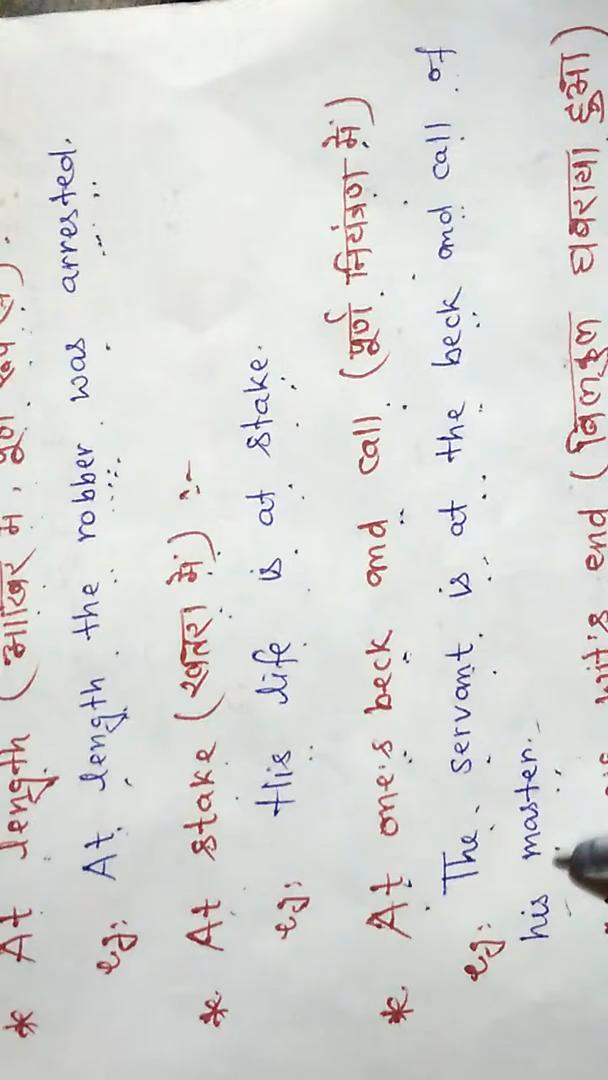 * At length (आखिर में, पूर्ण रूप से).
eg: At length the robber was arrested.
* At stake (खतरा में) :-
eg: His life is at stake.
* At one's beck and call (पूर्ण नियंत्रण में)
eg: The servant is at the beck and call of
his master.
wit's end (बिलकुल घबराया हुआ)